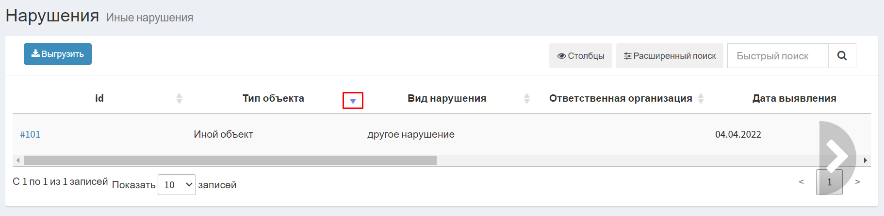 Нарушения Иные нарушения
Выгрузить Столбцы Расширенный поиск Быстрый поиск
id Тип объекта Вид нарушения Ответственная организация Дата выявления
#101 Иной объект другое нарушение 04.04.2022
С 1 по 1 из 1 записей Показать 10 записей < 1 >